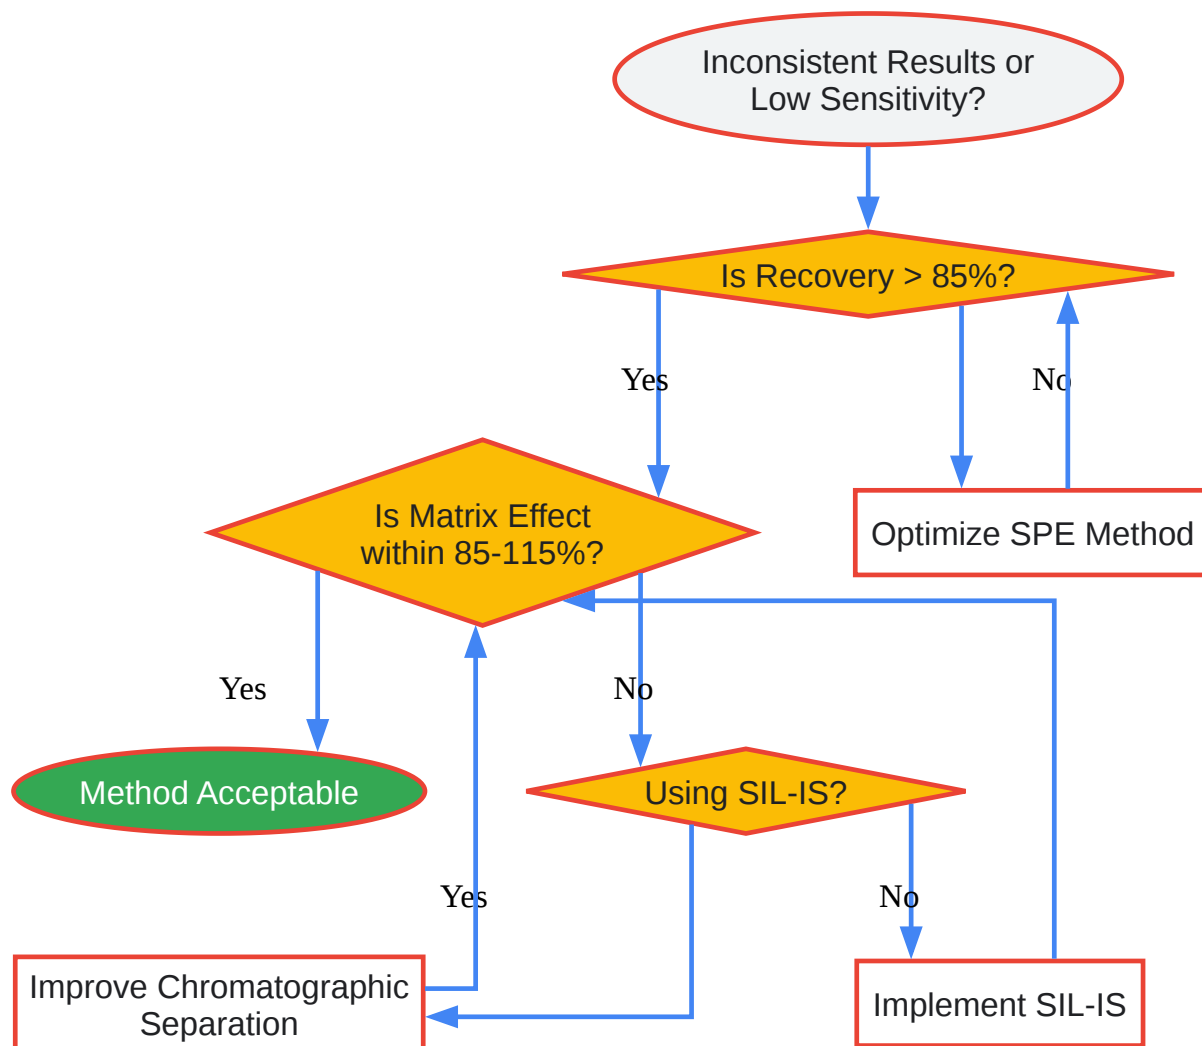 Inconsistent Results or
Low Sensitivity?
Is Recovery > 85%?
Yes
No
Is Matrix Effect
within 85-115%?
Optimize SPE Method
Yes
No
Method Acceptable
Using SIL-IS?
Yes
No
Improve Chromatographic
Separation
Implement SIL-IS